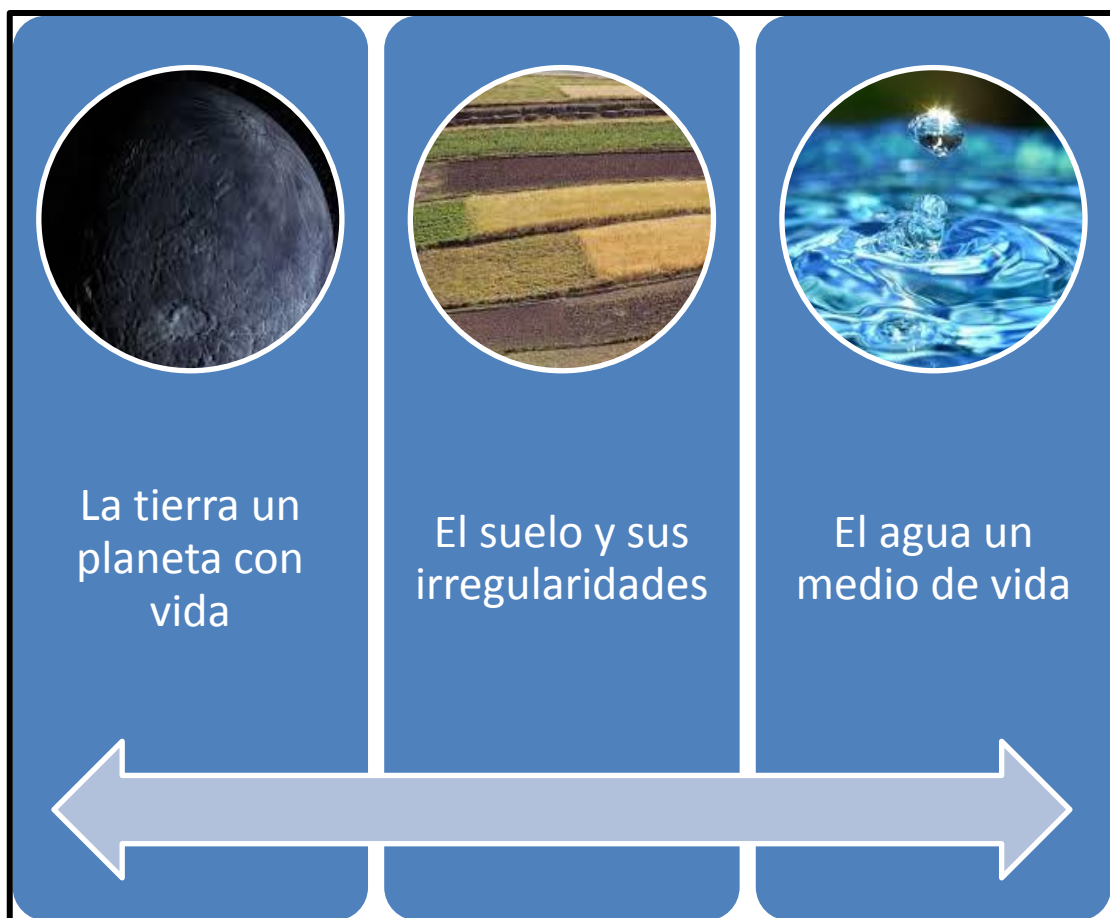 La tierra un
planeta con
vida
El suelo y sus
irregularidades
El agua un
medio de vida